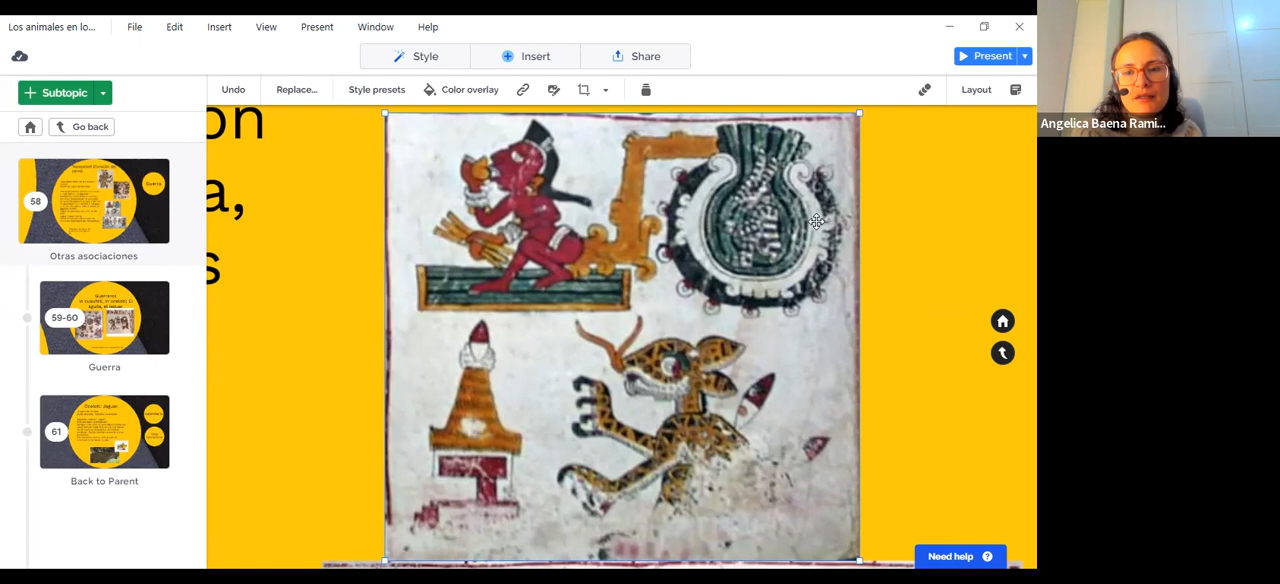 Los animales en lo...
File
Edit
Insert
View
Present
Window
Help
Style
Insert
Share
Present
Subtopic
Undo
Replace...
Style presets
Color overlay
Layout
Go back
Angelica Baena Rami...
58
Guerra
Otras asociaciones
59-60
Guerra
61
Back to Parent
on
a,
s
Need help ?